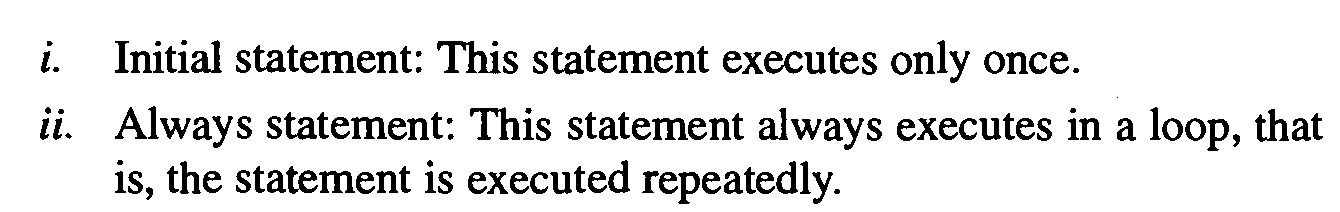 i. Initial statement: This statement executes only once.
ii. Always statement: This statement always executes in a loop, that
is, the statement is executed repeatedly.